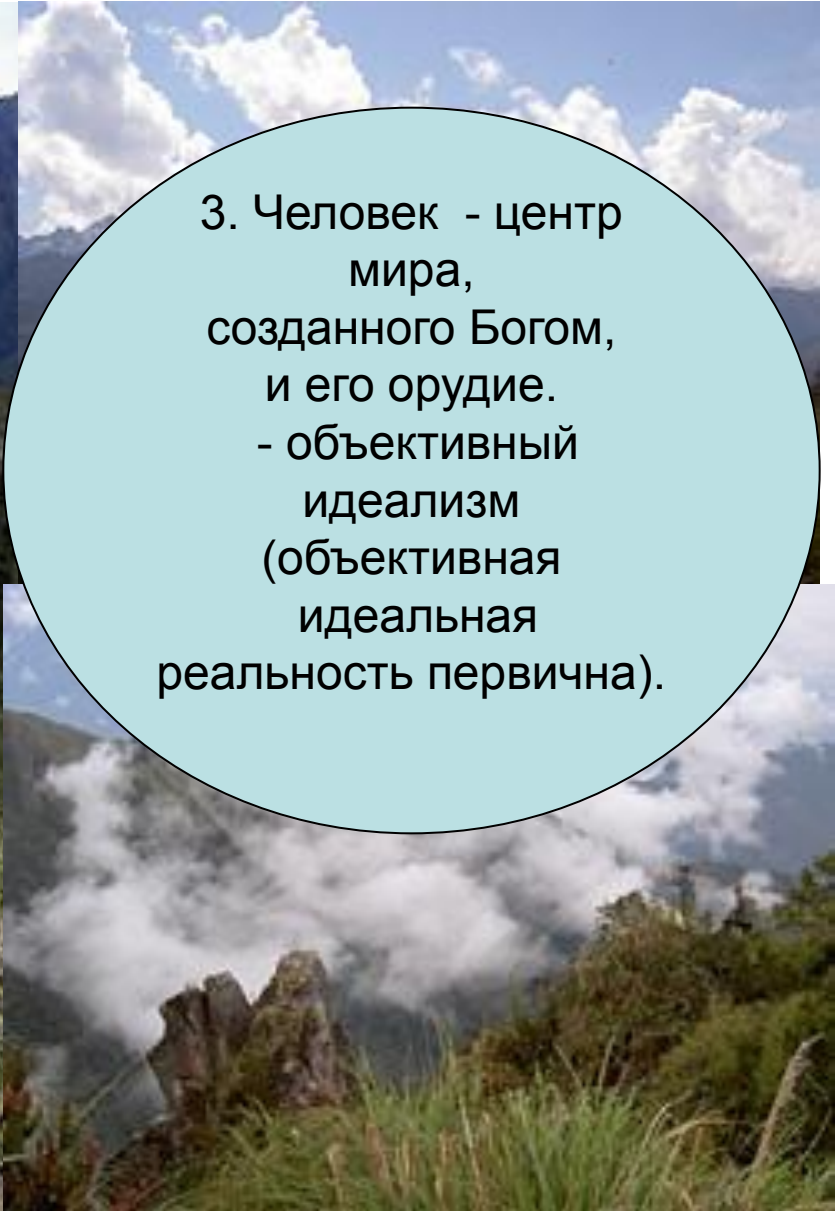 3. Человек - центр
мира,
созданного Богом,
и его орудие.
- объективный
идеализм
(объективная
идеальная
реальность первична).